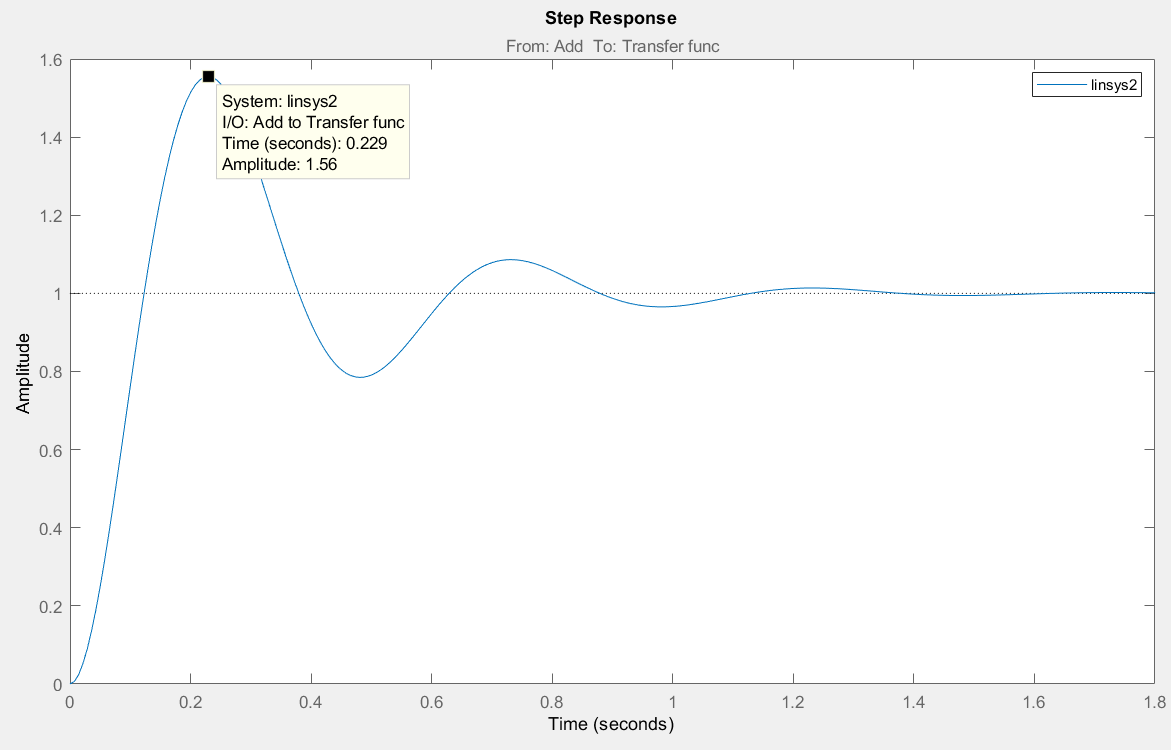 Step Response
From: Add  To: Transfer func
1.6
1.4
1.2
1
0.8
0.6
0.4
0.2
0
Amplitude
System: linsys2
I/O: Add to Transfer func
Time (seconds): 0.229
Amplitude: 1.56
linsys2
0
0.2
0.4
0.6
0.8
1
1.2
1.4
1.6
1.8
Time (seconds)